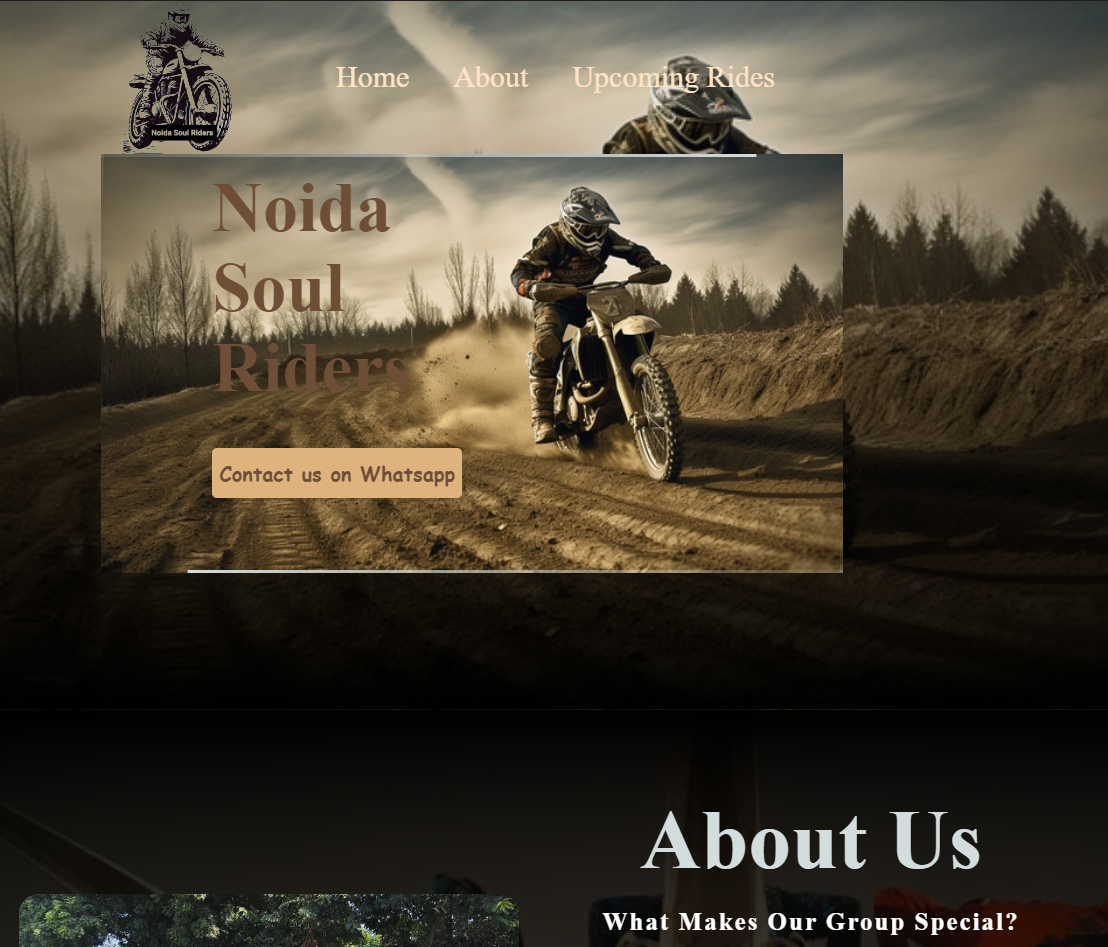 Noida Soul Riders
Home
About
Upcoming Rides
Noida
Soul
Riders
Contact us on Whatsapp
About Us
What Makes Our Group Special?